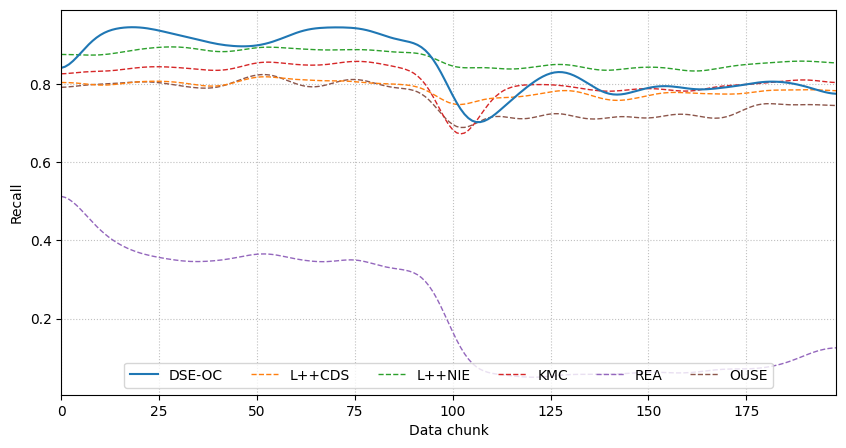 Recall
0.8
0.6
0.4
0.2
DSE-OC L++CDS L++NIE KMC REA OUSE
0 25 50 75 100 125 150 175
Data chunk